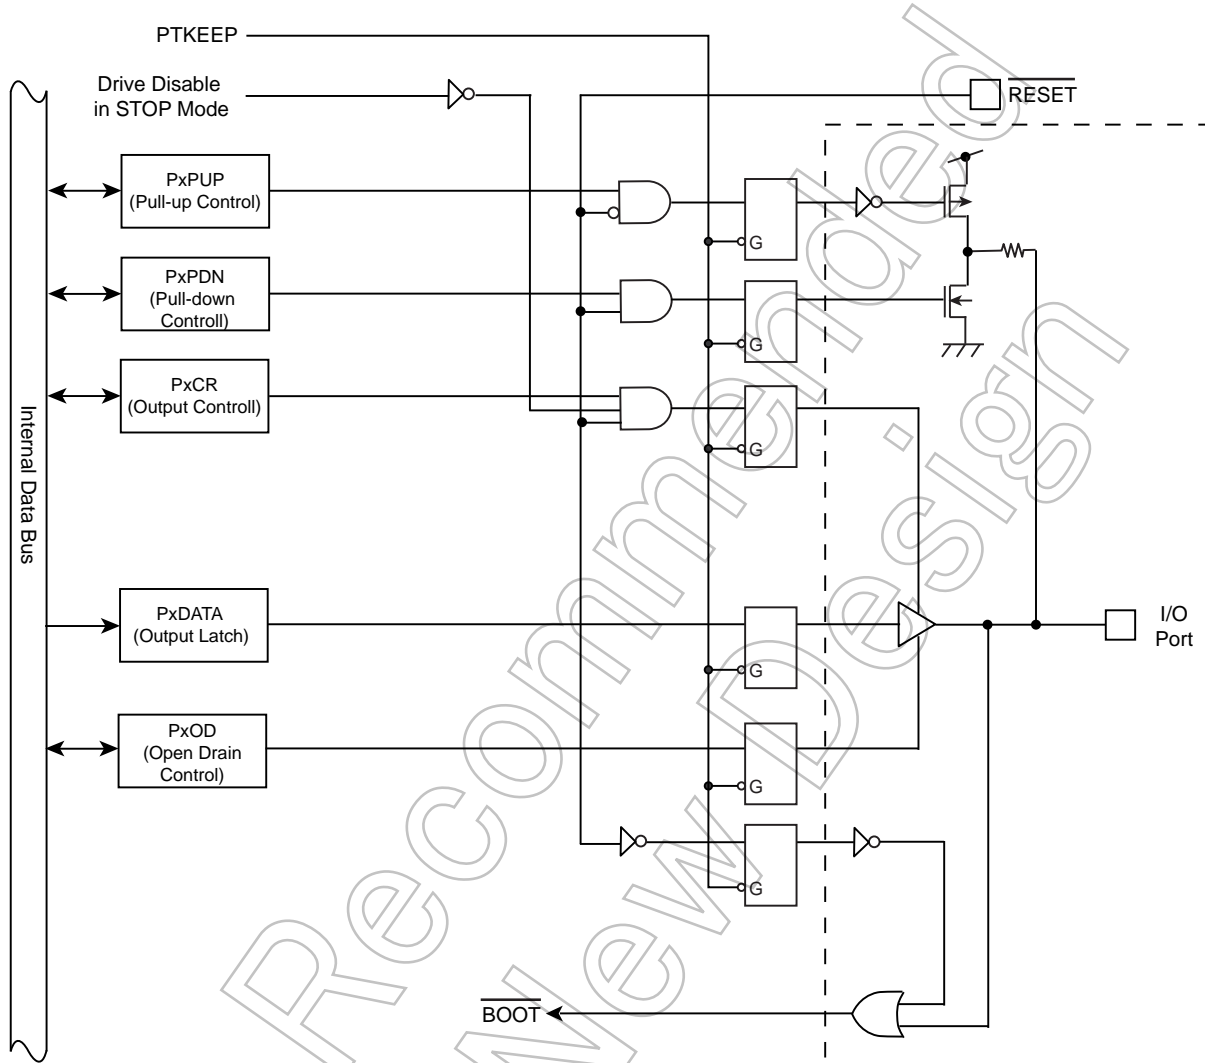 PTKEEP
Drive Disable
in STOP Mode
RESET
PxPUP
(Pull-up Control)
G
PxPDN
(Pull-down
Controll)
G
PxCR
(Output Controll)
G
Internal Data Bus
PxDATA
(Output Latch)
G
I/O
Port
PxOD
(Open Drain
Control)
G
G
BOOT
Recommended
New Design